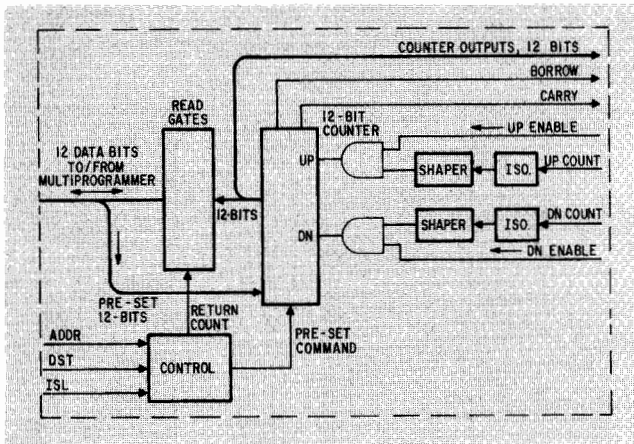 COUNTER OUTPUTS, 12 BITS
BORROW
CARRY
READ
GATES
12-BIT
COUNTER
UP ENABLE
12 DATA BITS
TO/FROM
MULTIPROGRAMMER
UP
SHAPER
ISO.
UP COUNT
12-BITS
SHAPER
ISO.
DN COUNT
DN
DN ENABLE
PRE-SET
12-BITS
RETURN
COUNT
PRE-SET
COMMAND
ADDR
DST
ISL
CONTROL